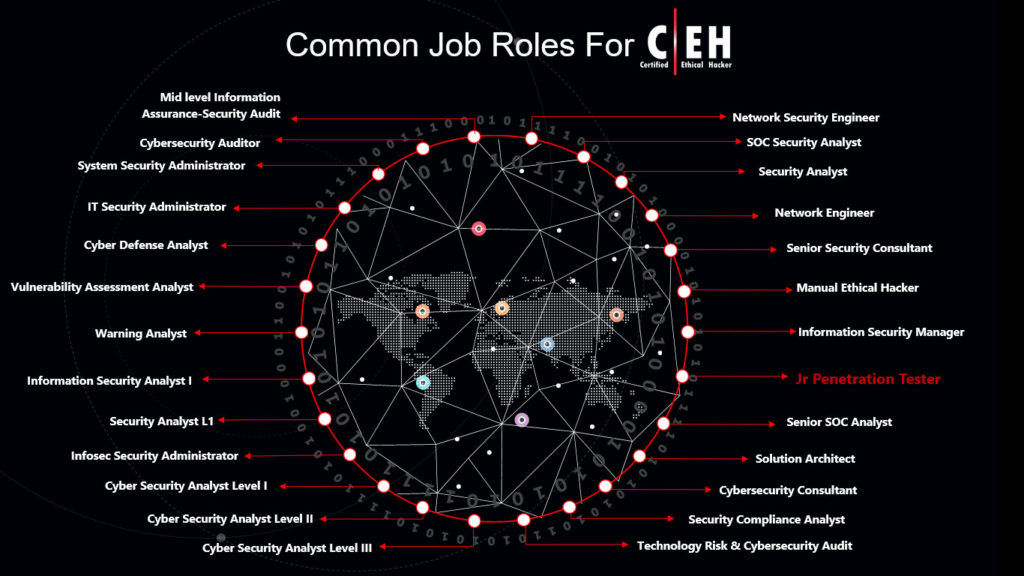 Common Job Roles For C|EH
Certified Ethical Hacker
Mid level Information
Assurance-Security Audit
Cybersecurity Auditor
System Security Administrator
IT Security Administrator
Cyber Defense Analyst
Vulnerability Assessment Analyst
Warning Analyst
Information Security Analyst I
Security Analyst L1
Infosec Security Administrator
Cyber Security Analyst Level I
Cyber Security Analyst Level II
Cyber Security Analyst Level III
Network Security Engineer
SOC Security Analyst
Security Analyst
Network Engineer
Senior Security Consultant
Manual Ethical Hacker
Information Security Manager
Jr Penetration Tester
Senior SOC Analyst
Solution Architect
Cybersecurity Consultant
Security Compliance Analyst
Technology Risk & Cybersecurity Audit